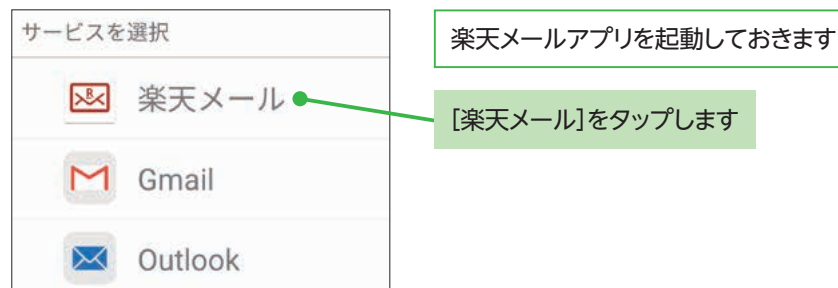 サービスを選択
楽天メール
Gmail
Outlook
楽天メールアプリを起動しておきます
[楽天メール]をタップします